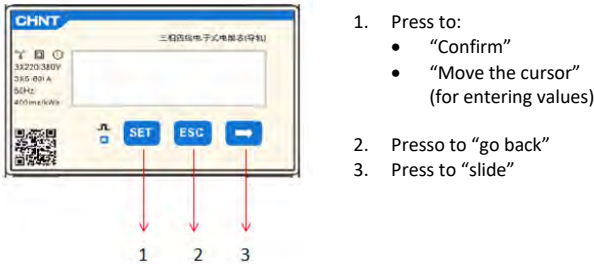 CHNT
三相四线电子式电能表(导轨)
3X220/380V
50Hz
400imp/kWh
SET ESC
1 2 3
1. Press to:
• “Confirm”
• “Move the cursor”
(for entering values)
2. Presso to “go back”
3. Press to “slide”